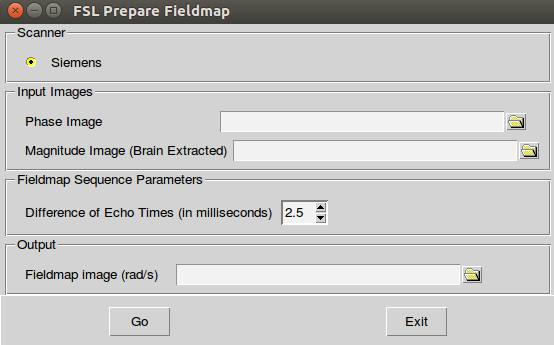 FSL Prepare Fieldmap
Scanner
Siemens
Input Images
Phase Image
Magnitude Image (Brain Extracted)
Fieldmap Sequence Parameters
Difference of Echo Times (in milliseconds) 2.5
Output
Fieldmap image (rad/s)
Go Exit